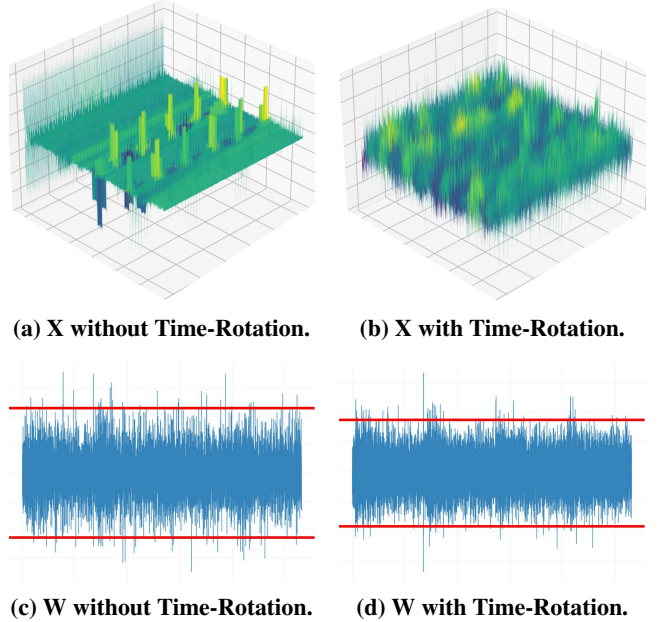 (a) X without Time-Rotation.
(b) X with Time-Rotation.
(c) W without Time-Rotation.
(d) W with Time-Rotation.